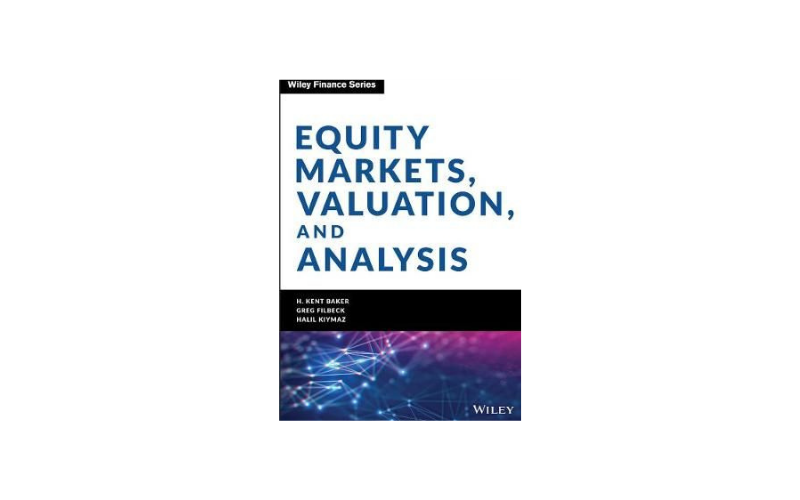 Wiley Finance Series
EQUITY
MARKETS,
VALUATION,
AND
ANALYSIS
H. KENT BAKER
GREG FILBECK
HALIL KIYMAZ
WILEY